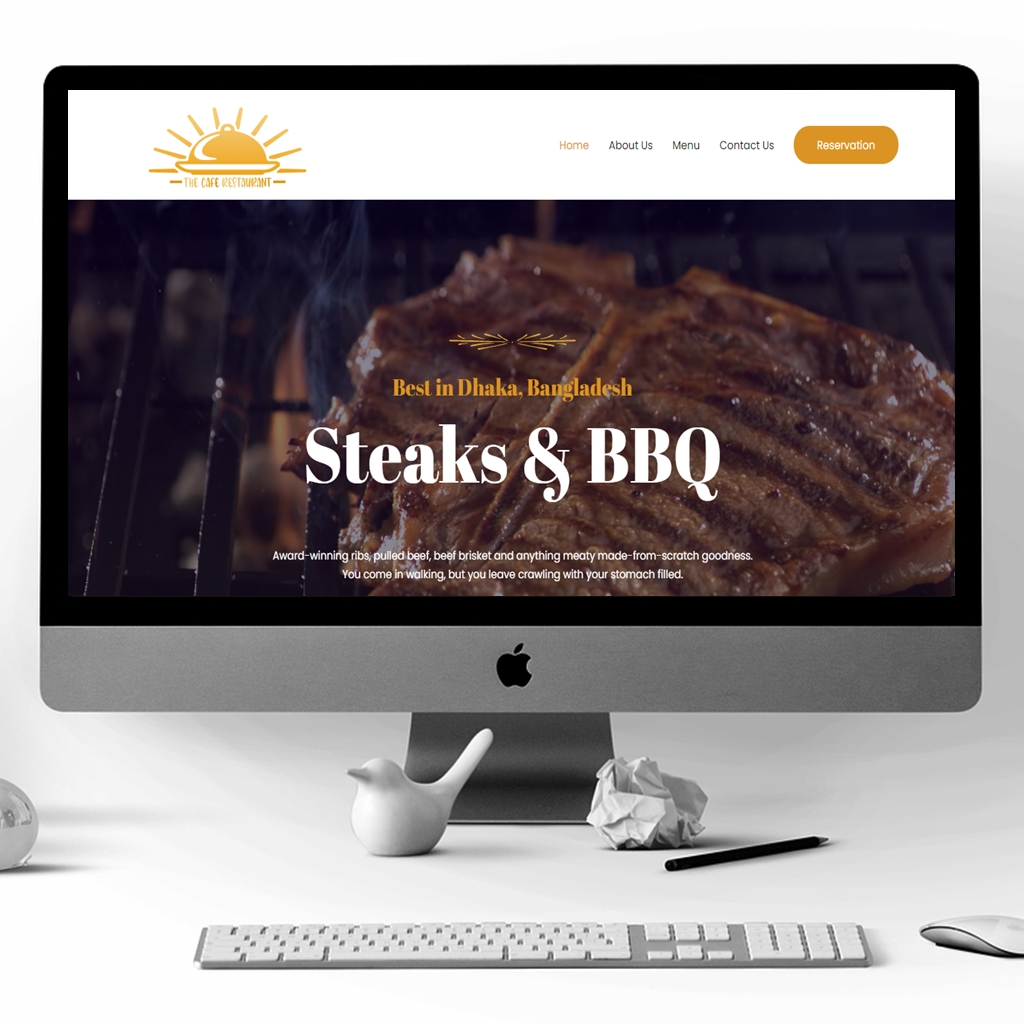 THE CAFE RESTAURANT
Home About Us Menu Contact Us Reservation
Best in Dhaka, Bangladesh
Steaks & BBQ
Award-winning ribs, pulled beef, beef brisket and anything meaty made-from-scratch goodness.
You come in walking, but you leave crawling with your stomach filled.